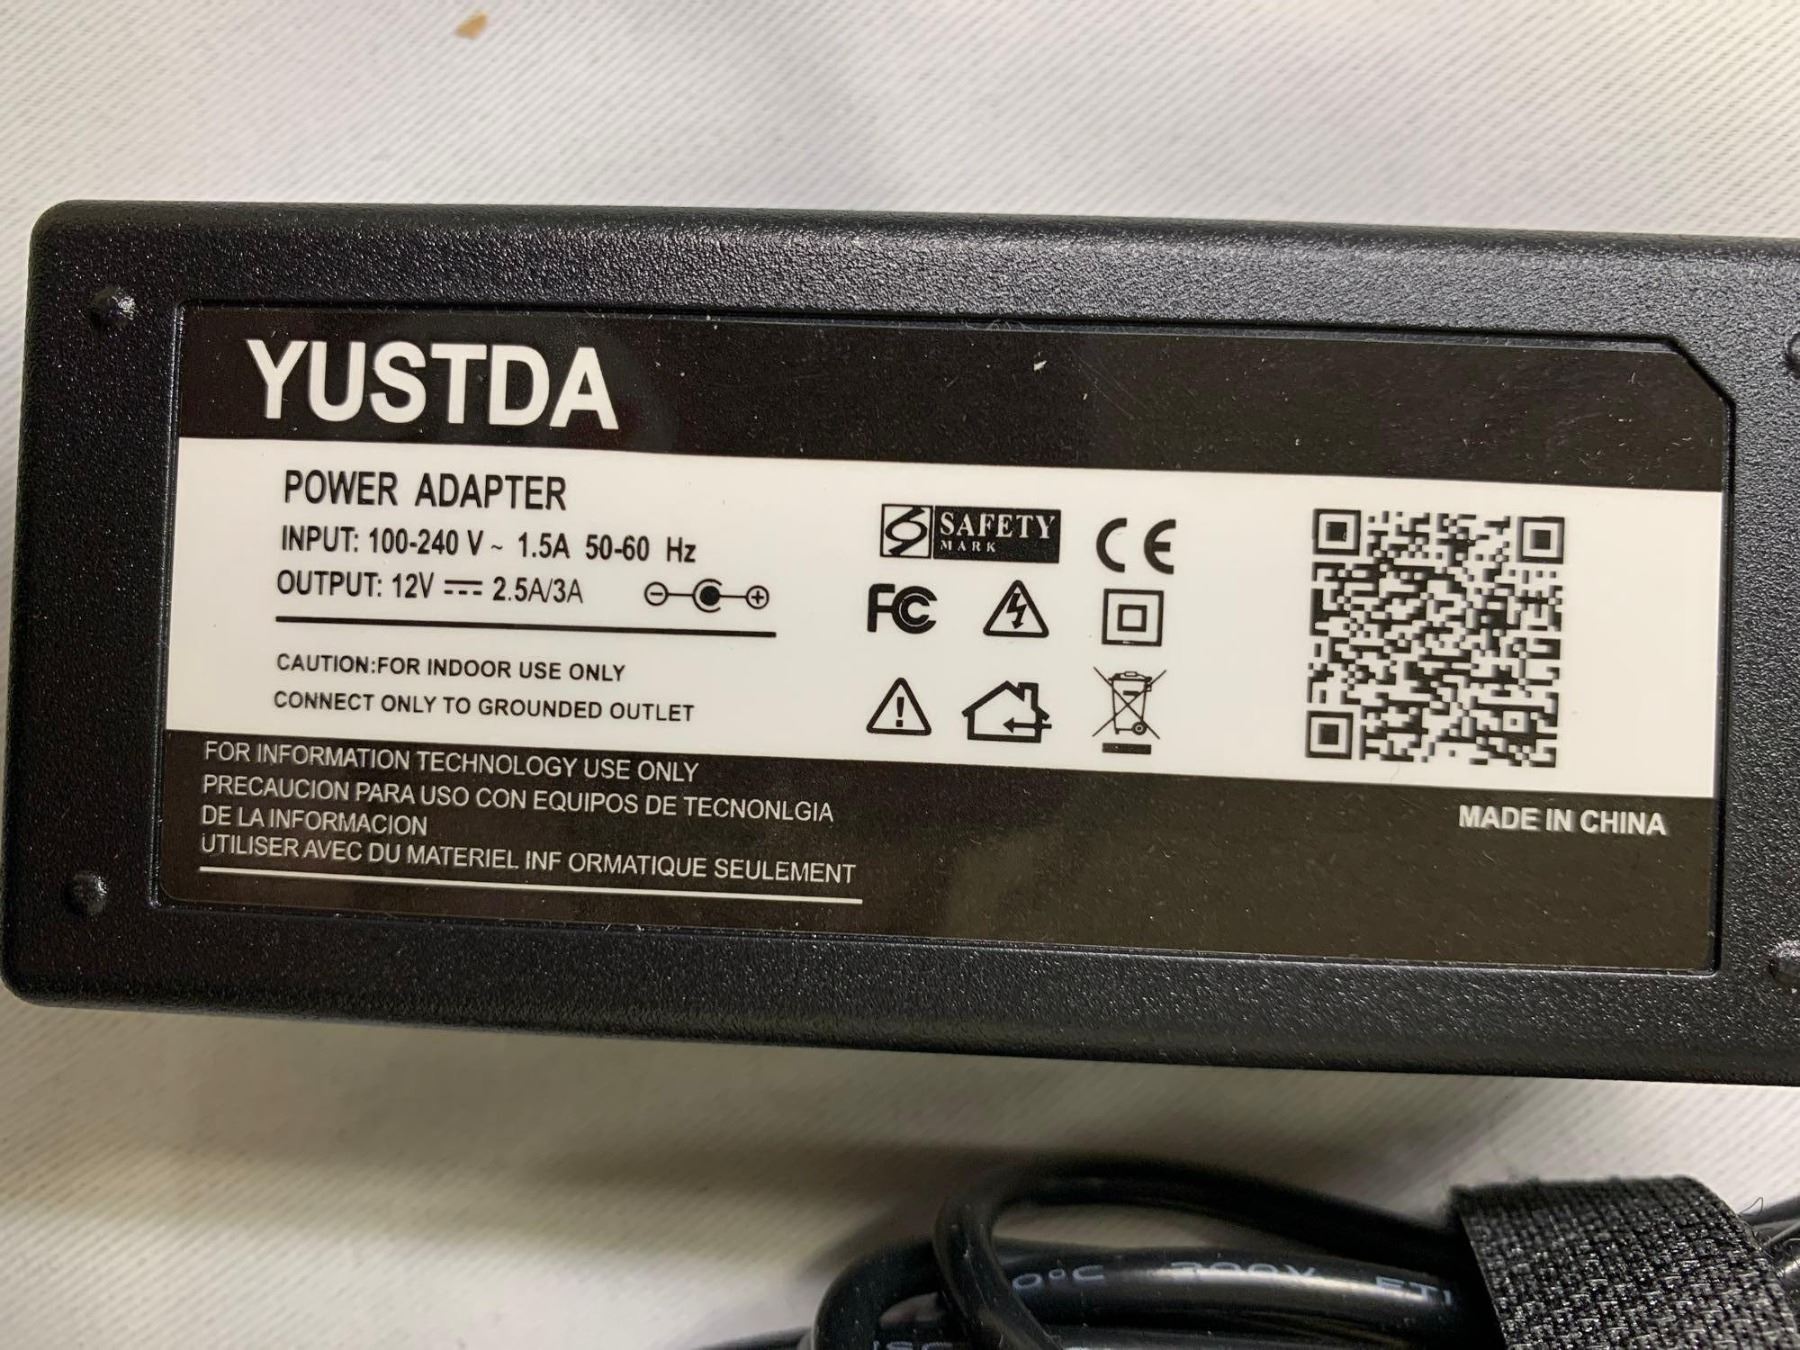 YUSTDA
POWER ADAPTER
INPUT: 100-240 V ~ 1.5A 50-60 Hz
OUTPUT: 12V ⎓ 2.5A/3A
CAUTION:FOR INDOOR USE ONLY
CONNECT ONLY TO GROUNDED OUTLET
SAFETY
MARK
CE
FC
FOR INFORMATION TECHNOLOGY USE ONLY
PRECAUCION PARA USO CON EQUIPOS DE TECNONLGIA
DE LA INFORMACION
UTILISER AVEC DU MATERIEL INF ORMATIQUE SEULEMENT
MADE IN CHINA
300V